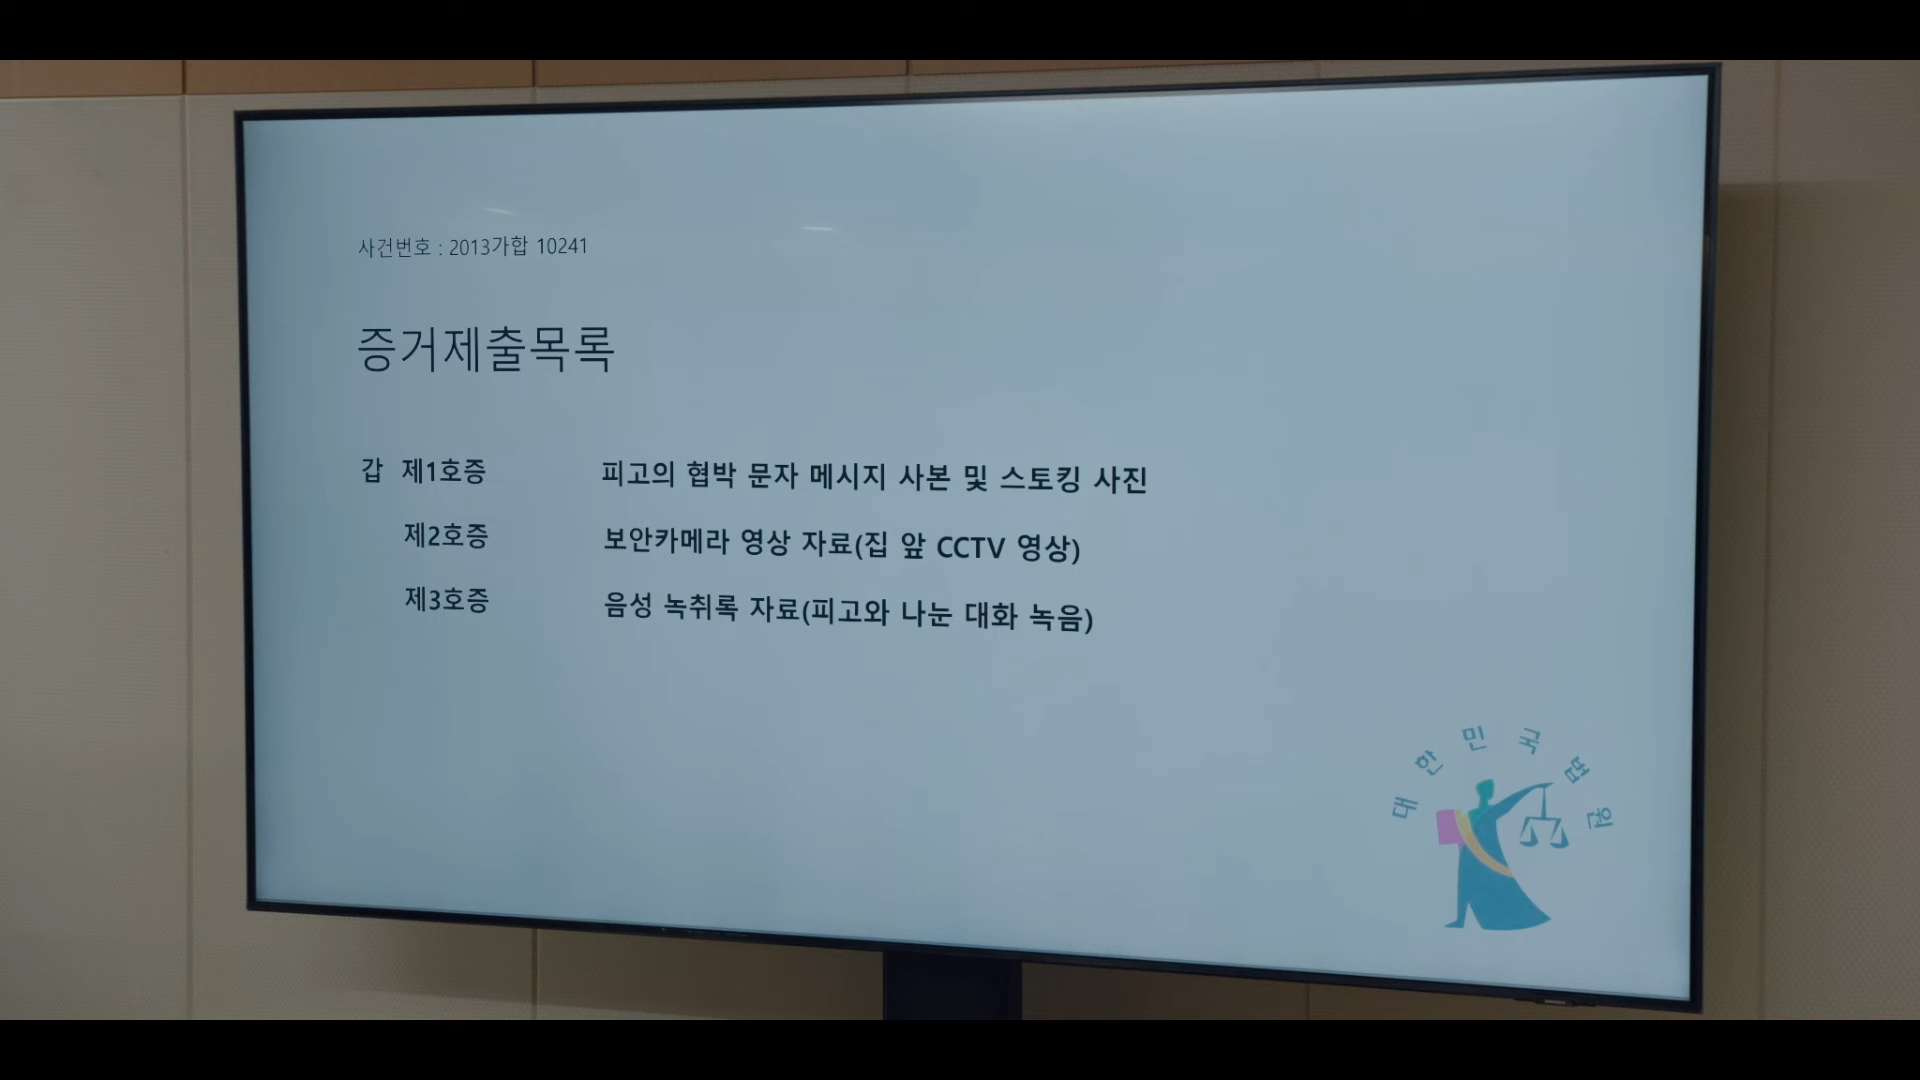 사건번호 : 2013가합 10241
증거제출목록
갑 제1호증 피고의 협박 문자 메시지 사본 및 스토킹 사진
제2호증 보안카메라 영상 자료(집 앞 CCTV 영상)
제3호증 음성 녹취록 자료(피고와 나눈 대화 녹음)
대한민국법원